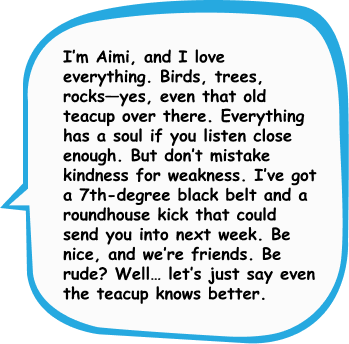 I’m Aimi, and I love
everything. Birds, trees,
rocks—yes, even that old
teacup over there. Everything
has a soul if you listen close
enough. But don’t mistake
kindness for weakness. I’ve got
a 7th-degree black belt and a
roundhouse kick that could
send you into next week. Be
nice, and we’re friends. Be
rude? Well… let’s just say even
the teacup knows better.